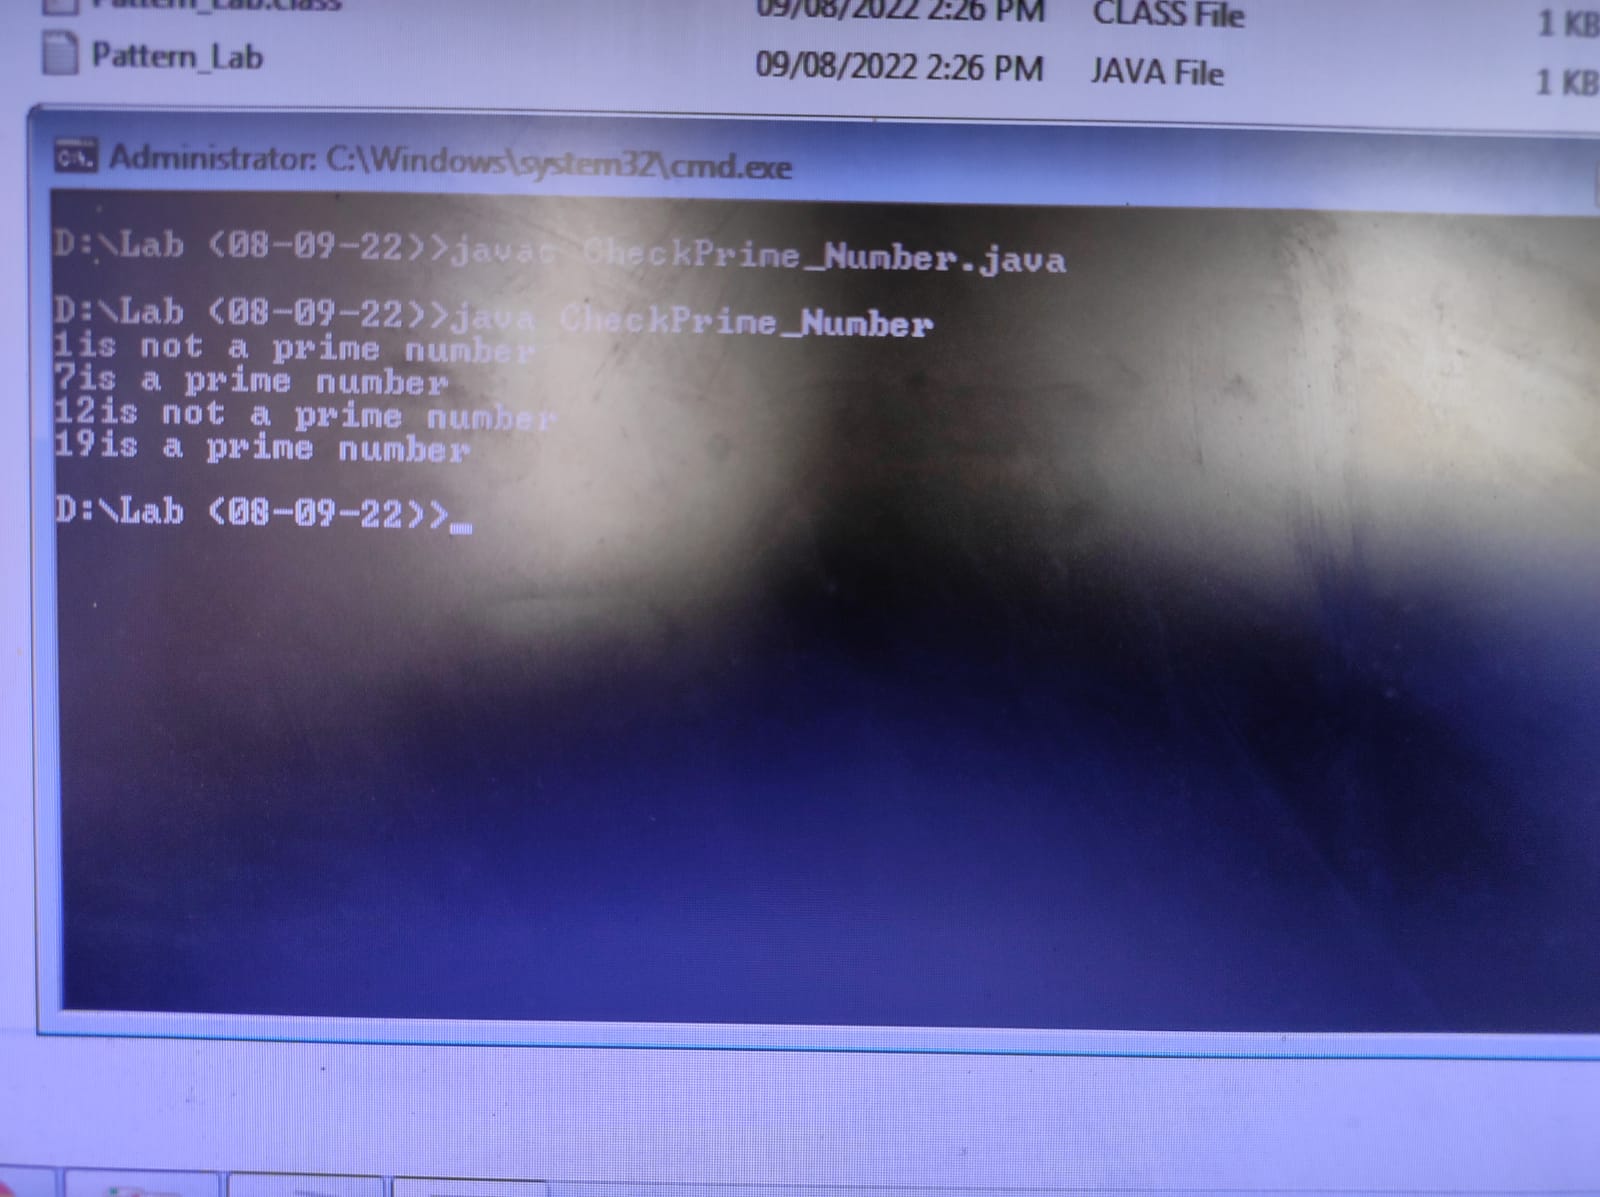 Pattern_Lab.class 09/08/2022 2:26 PM CLASS File 1 KB
Pattern_Lab 09/08/2022 2:26 PM JAVA File 1 KB
Administrator: C:\Windows\system32\cmd.exe
D:\Lab (08-09-22)>javac CheckPrime_Number.java
D:\Lab (08-09-22)>java CheckPrime_Number
1is not a prime number
7is a prime number
12is not a prime number
19is a prime number
D:\Lab (08-09-22)>